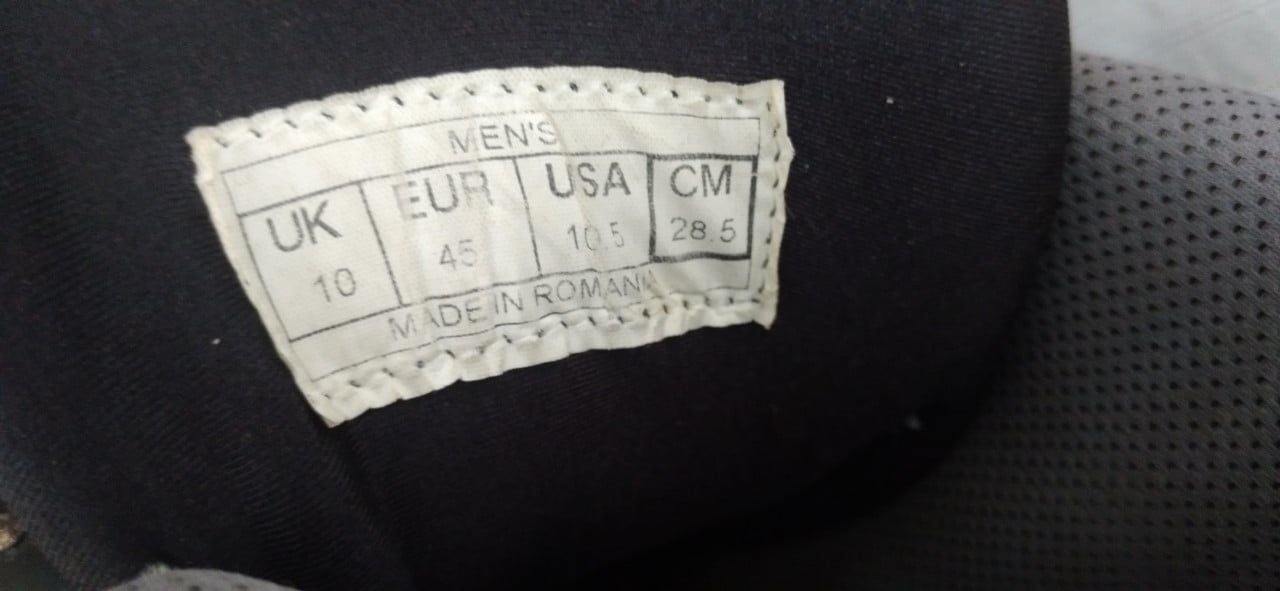 MEN'S
UK EUR USA CM
10 45 10.5 28.5
MADE IN ROMANIA